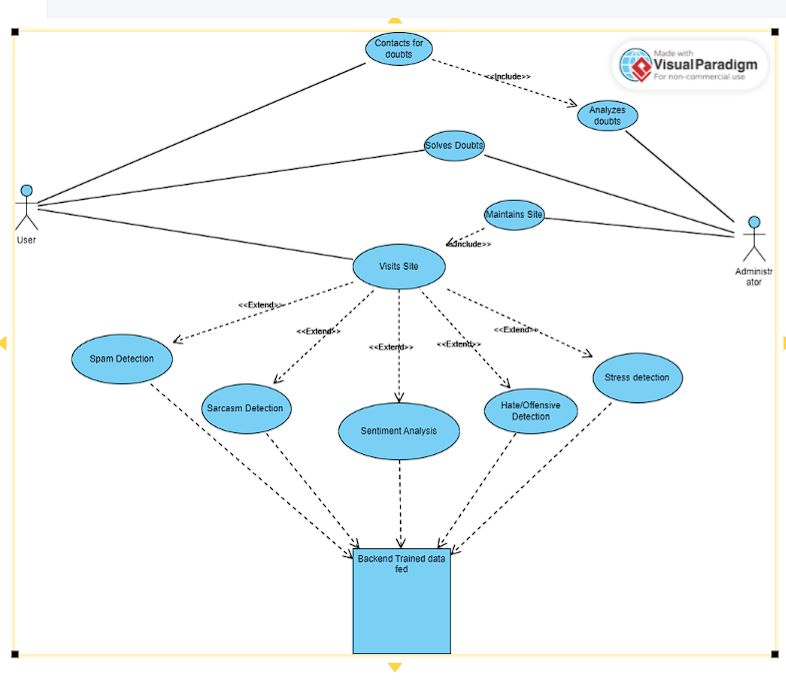 Contacts for
doubts
Made with
VisualParadigm
For non-commercial use
<<Include>>
Analyzes
doubts
Solves Doubts
Maintains Site
User
<<Include>>
Administr
ator
Visits Site
<<Extend>>
<<Extend>>
<<Extend>>
<<Extend>>
<<Extend>>
Spam Detection
Sarcasm Detection
Sentiment Analysis
Hate/Offensive
Detection
Stress detection
Backend Trained data
fed